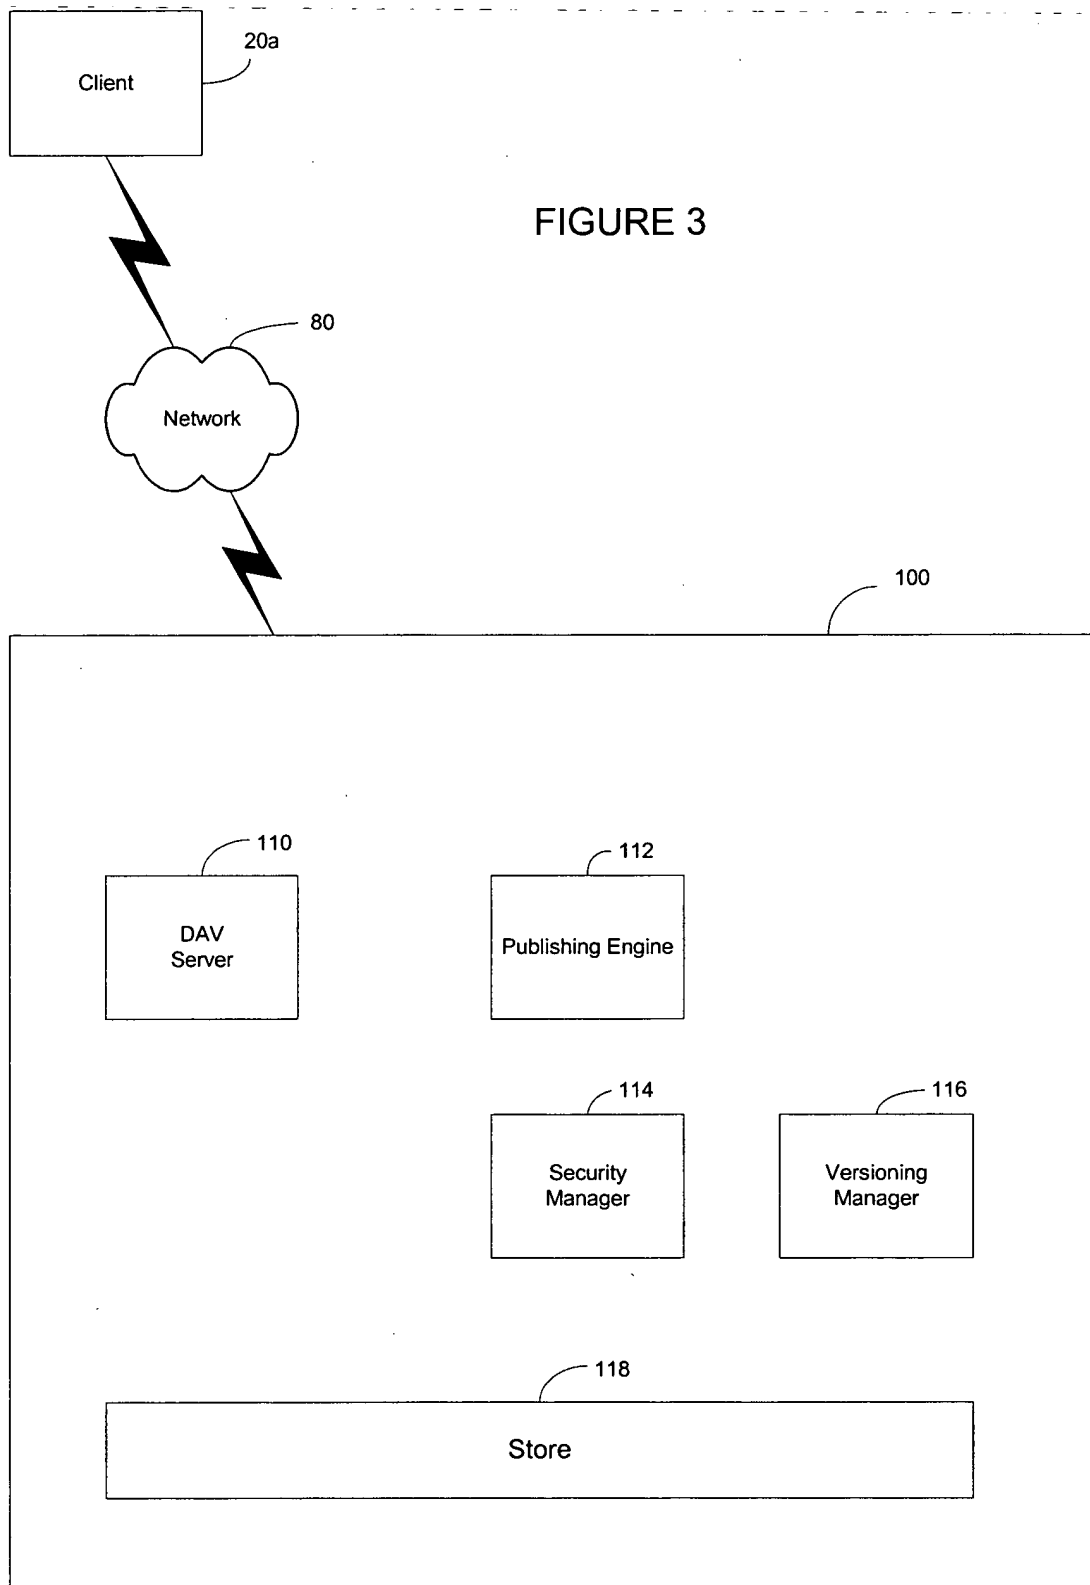 20a
Client
FIGURE 3
80
Network
100
110
112
DAV
Server
Publishing Engine
114
116
Security
Manager
Versioning
Manager
118
Store